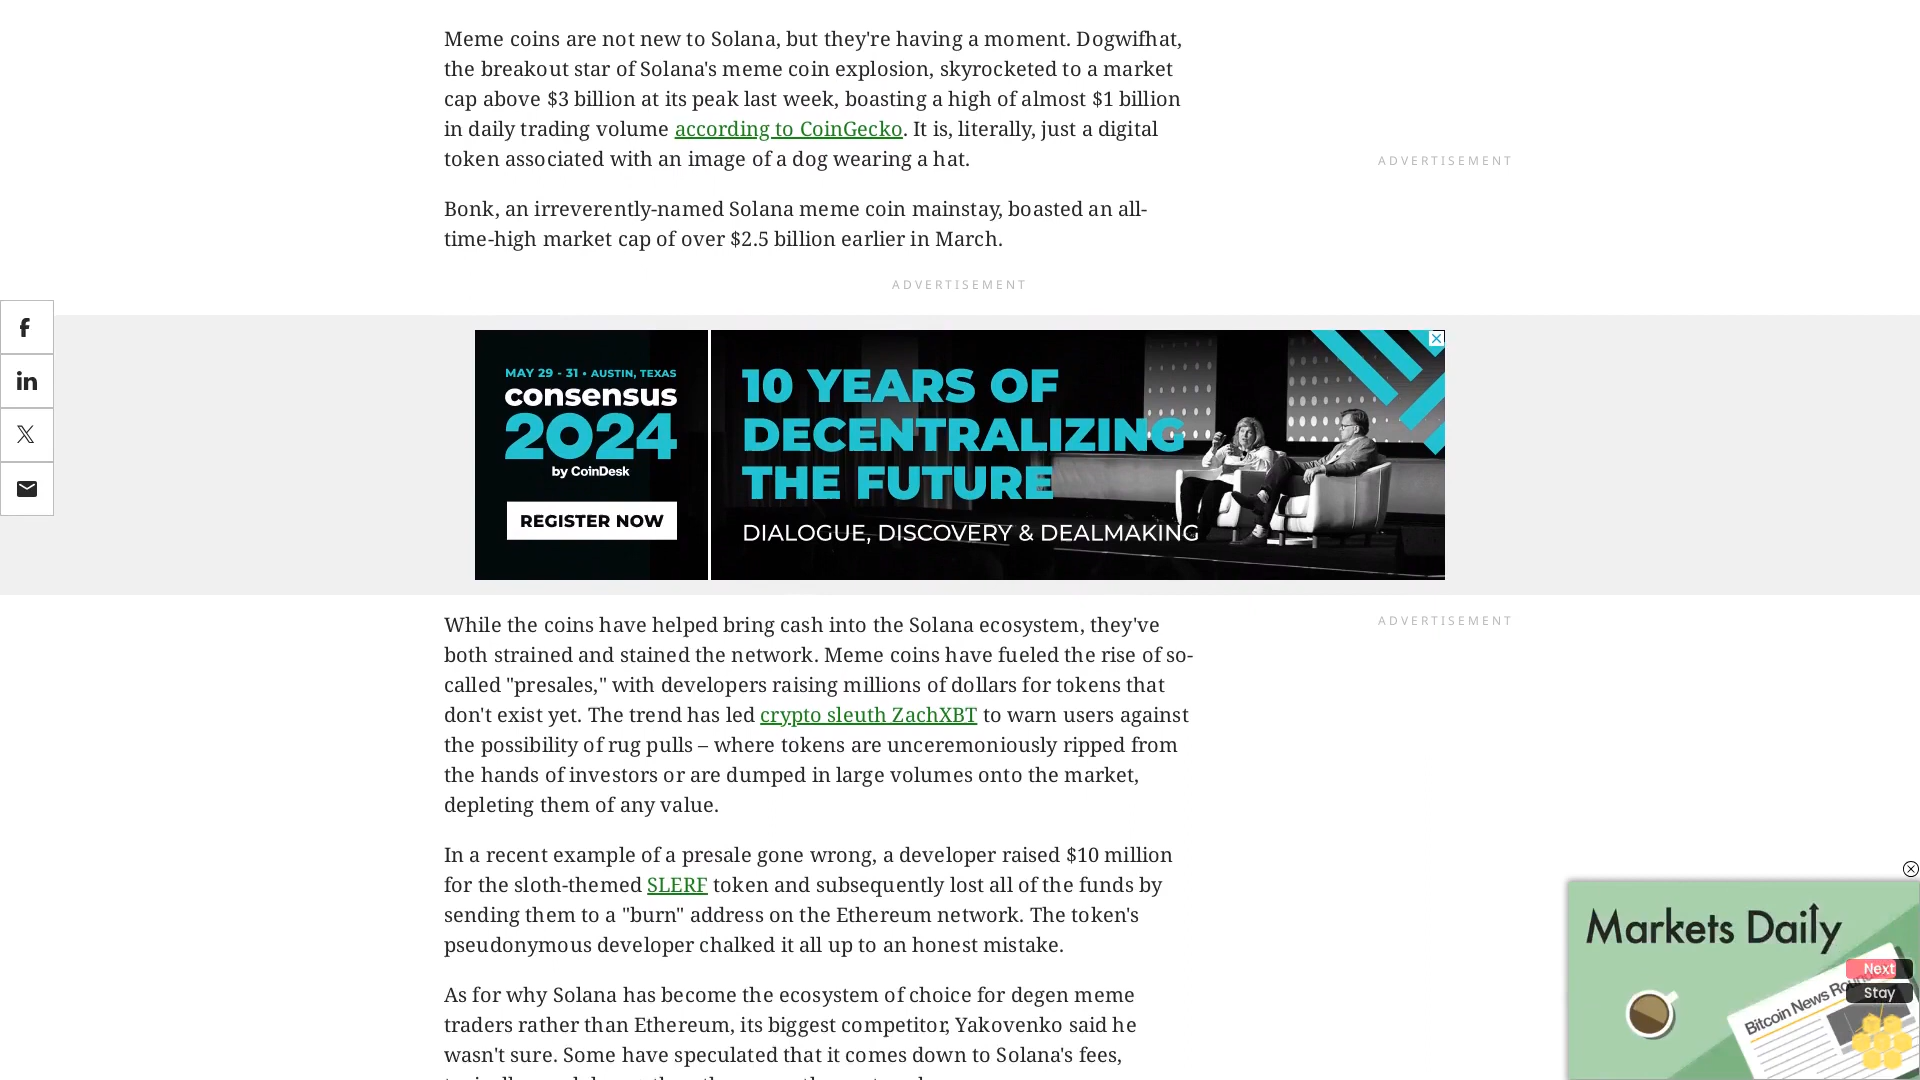 Meme coins are not new to Solana, but they're having a moment. Dogwifhat,
the breakout star of Solana's meme coin explosion, skyrocketed to a market
cap above $3 billion at its peak last week, boasting a high of almost $1 billion
in daily trading volume according to CoinGecko. It is, literally, just a digital
token associated with an image of a dog wearing a hat.
ADVERTISEMENT
Bonk, an irreverently-named Solana meme coin mainstay, boasted an all-
time-high market cap of over $2.5 billion earlier in March.
ADVERTISEMENT
MAY 29 - 31 • AUSTIN, TEXAS
consensus
2024
by CoinDesk
REGISTER NOW
10 YEARS OF
DECENTRALIZING
THE FUTURE
DIALOGUE, DISCOVERY & DEALMAKING
While the coins have helped bring cash into the Solana ecosystem, they've
both strained and stained the network. Meme coins have fueled the rise of so-
called "presales," with developers raising millions of dollars for tokens that
don't exist yet. The trend has led crypto sleuth ZachXBT to warn users against
the possibility of rug pulls – where tokens are unceremoniously ripped from
the hands of investors or are dumped in large volumes onto the market,
depleting them of any value.
ADVERTISEMENT
In a recent example of a presale gone wrong, a developer raised $10 million
for the sloth-themed SLERF token and subsequently lost all of the funds by
sending them to a "burn" address on the Ethereum network. The token's
pseudonymous developer chalked it all up to an honest mistake.
As for why Solana has become the ecosystem of choice for degen meme
traders rather than Ethereum, its biggest competitor, Yakovenko said he
wasn't sure. Some have speculated that it comes down to Solana's fees,
Markets Daily
Next
Stay
Bitcoin News